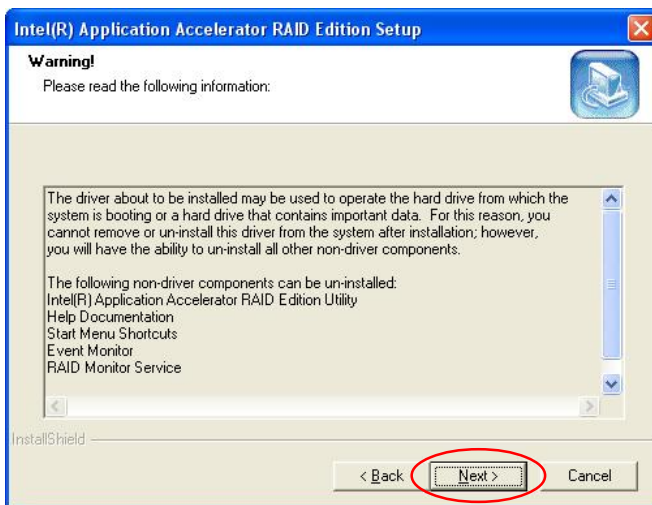 Intel(R) Application Accelerator RAID Edition Setup
Warning!
Please read the following information:
The driver about to be installed may be used to operate the hard drive from which the
system is booting or a hard drive that contains important data. For this reason, you
cannot remove or un-install this driver from the system after installation; however,
you will have the ability to un-install all other non-driver components.
The following non-driver components can be un-installed:
Intel(R) Application Accelerator RAID Edition Utility
Help Documentation
Start Menu Shortcuts
Event Monitor
RAID Monitor Service
InstallShield
< Back
Next >
Cancel